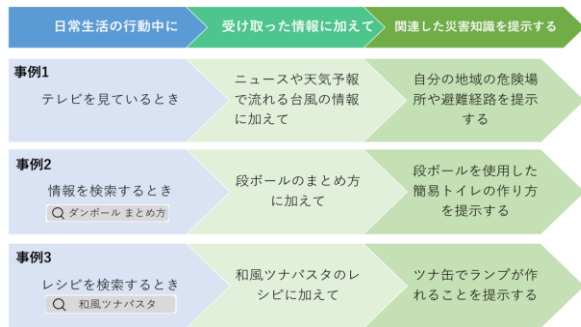 日常生活の行動中に
受け取った情報に加えて
関連した災害知識を提示する
事例1
テレビを見ているとき
ニュースや天気予報
で流れる台風の情報
に加えて
自分の地域の危険場
所や避難経路を提示
する
事例2
情報を検索するとき
ダンボール まとめ方
段ボールのまとめ方
に加えて
段ボールを使用した
簡易トイレの作り方
を提示する
事例3
レシピを検索するとき
和風ツナパスタ
和風ツナパスタのレ
シピに加えて
ツナ缶でランプが作
れることを提示する